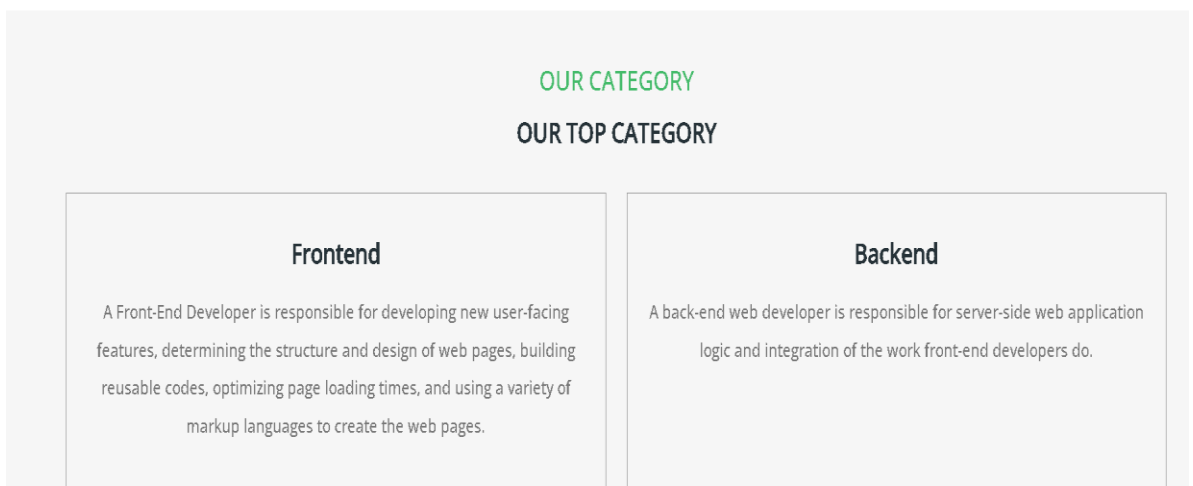 OUR CATEGORY
OUR TOP CATEGORY
Frontend
A Front-End Developer is responsible for developing new user-facing
features, determining the structure and design of web pages, building
reusable codes, optimizing page loading times, and using a variety of
markup languages to create the web pages.
Backend
A back-end web developer is responsible for server-side web application
logic and integration of the work front-end developers do.